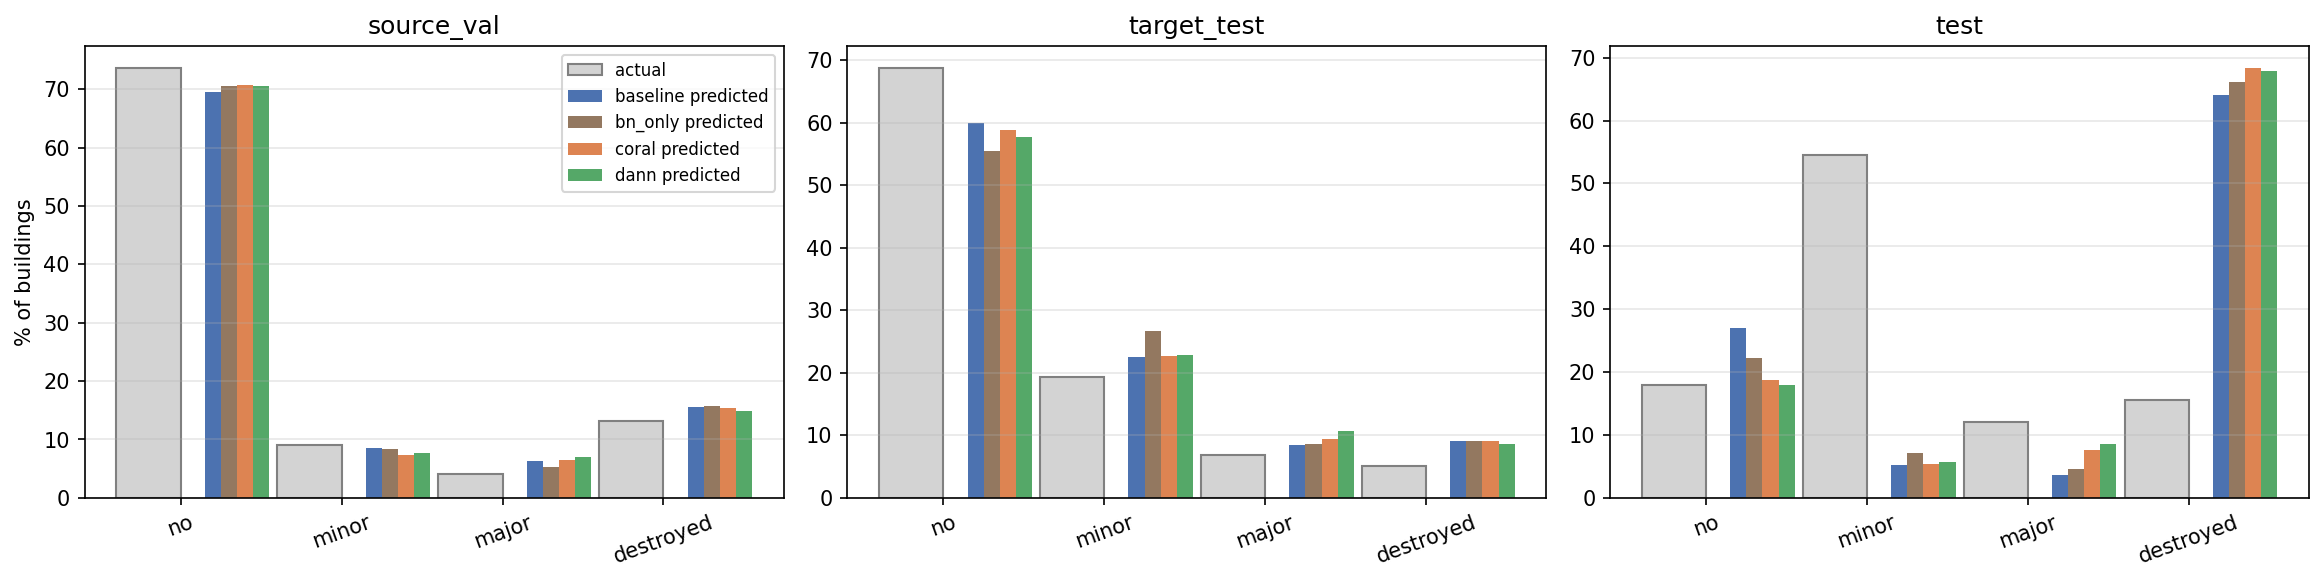 source_val
% of buildings
70
60
50
40
30
20
10
0
actual
baseline predicted
bn_only predicted
coral predicted
dann predicted
no
minor
major
destroyed
target_test
70
60
50
40
30
20
10
0
no
minor
major
destroyed
test
70
60
50
40
30
20
10
0
no
minor
major
destroyed